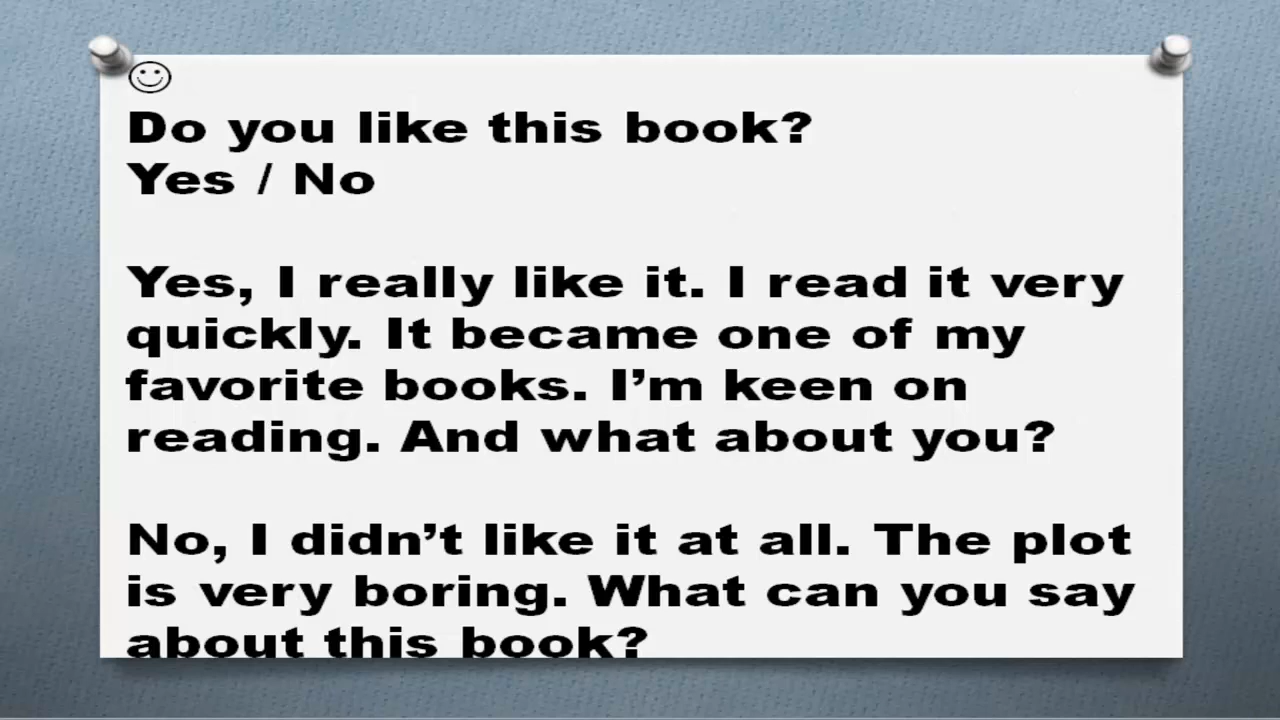 Do you like this book?
Yes / No
Yes, I really like it. I read it very
quickly. It became one of my
favorite books. I’m keen on
reading. And what about you?
No, I didn’t like it at all. The plot
is very boring. What can you say
about this book?